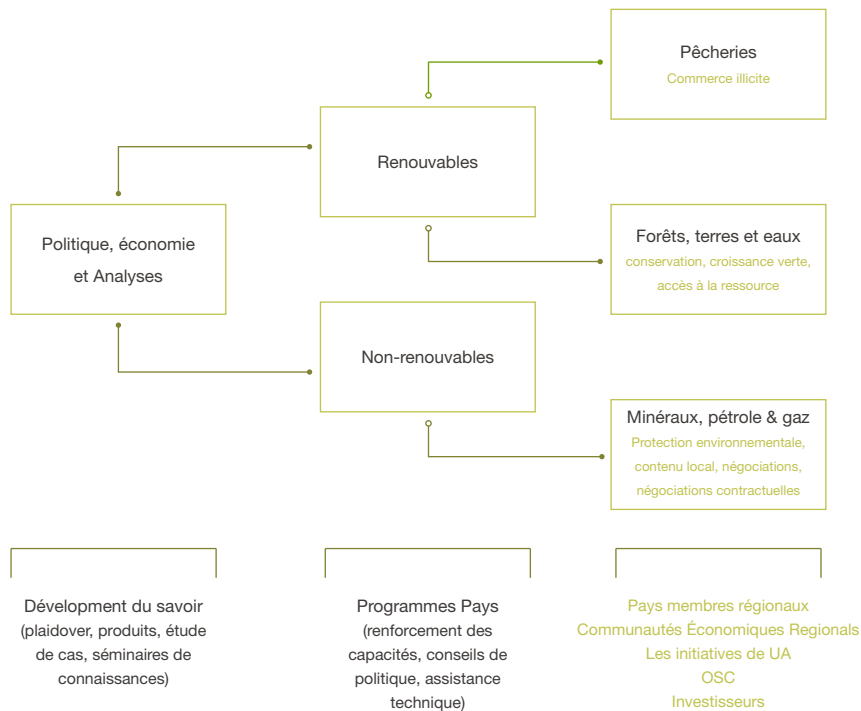 Pêcheries
Commerce illicite
Renouvables
Politique, économie
et Analyses
Forêts, terres et eaux
conservation, croissance verte,
accès à la ressource
Non-renouvables
Minéraux, pétrole & gaz
Protection environnementale,
contenu local, négociations,
négociations contractuelles
Dévelopment du savoir
(plaidover, produits, étude
de cas, séminaires de
connaissances)
Programmes Pays
(renforcement des
capacités, conseils de
politique, assistance
technique)
Pays membres régionaux
Communautés Économiques Regionals
Les initiatives de UA
OSC
Investisseurs